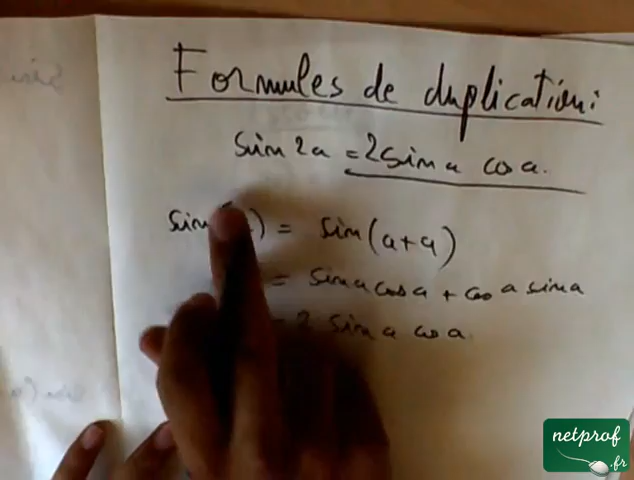 Formules de duplication:
sin 2a = 2 sin a cos a.
sin( ) = sin(a+a)
= sin a cos a + cos a sin a
= 2 sin a cos a.
netprof
.fr